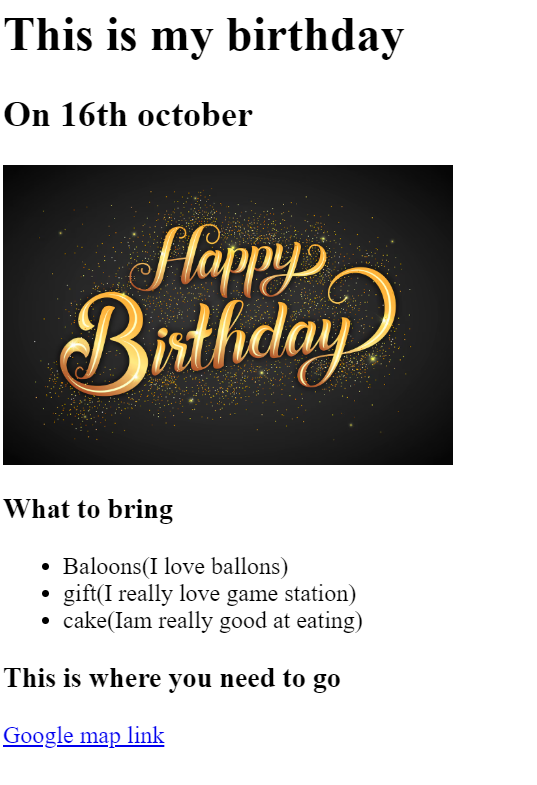 This is my birthday
On 16th october
Happy
Birthday
What to bring
Baloons(I love ballons)
gift(I really love game station)
cake(Iam really good at eating)
This is where you need to go
Google map link